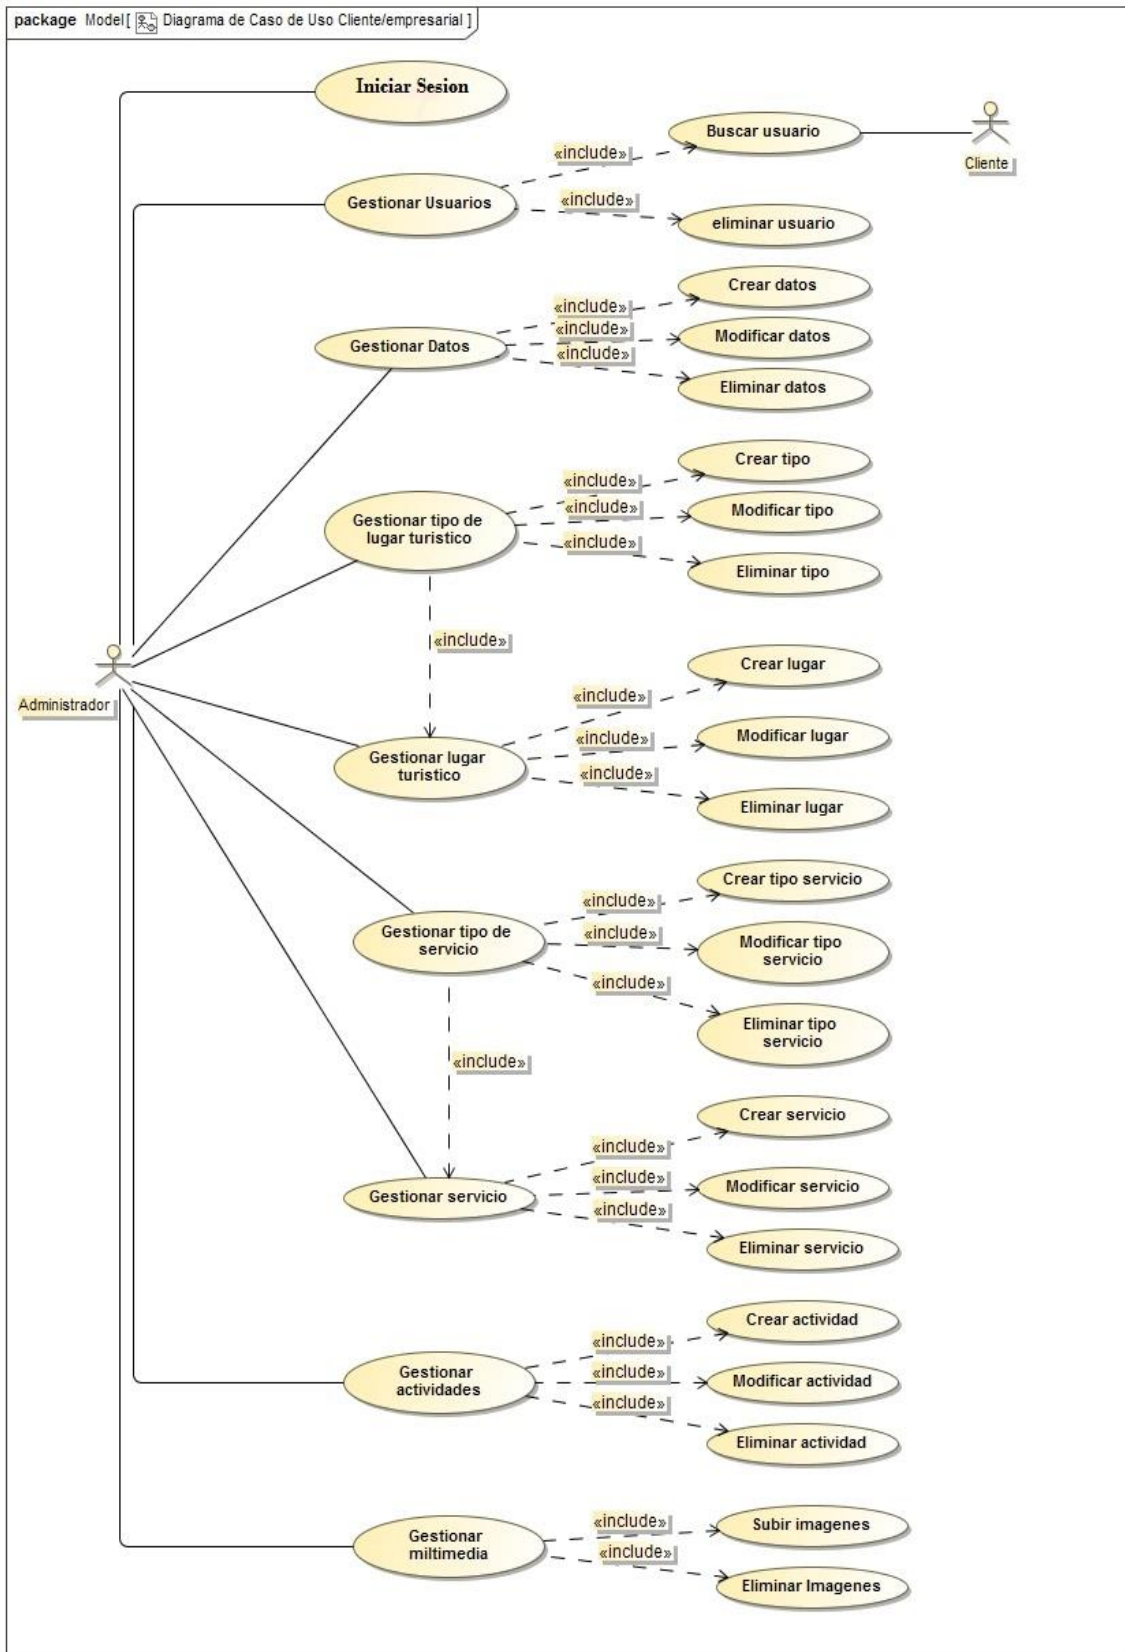 package Model[ Diagrama de Caso de Uso Cliente/empresarial ]
Iniciar Sesion
Buscar usuario
Cliente
«include»
Gestionar Usuarios
«include»
eliminar usuario
Crear datos
«include»
Gestionar Datos
«include»
Modificar datos
«include»
Eliminar datos
Crear tipo
«include»
Gestionar tipo de
lugar turistico
«include»
Modificar tipo
«include»
Eliminar tipo
«include»
Administrador
Crear lugar
«include»
Gestionar lugar
turistico
«include»
Modificar lugar
«include»
Eliminar lugar
Crear tipo servicio
«include»
Gestionar tipo de
servicio
«include»
Modificar tipo
servicio
«include»
Eliminar tipo
servicio
«include»
Crear servicio
«include»
Gestionar servicio
«include»
Modificar servicio
«include»
Eliminar servicio
Crear actividad
«include»
Gestionar
actividades
«include»
Modificar actividad
«include»
Eliminar actividad
Gestionar
miltimedia
«include»
Subir imagenes
«include»
Eliminar Imagenes